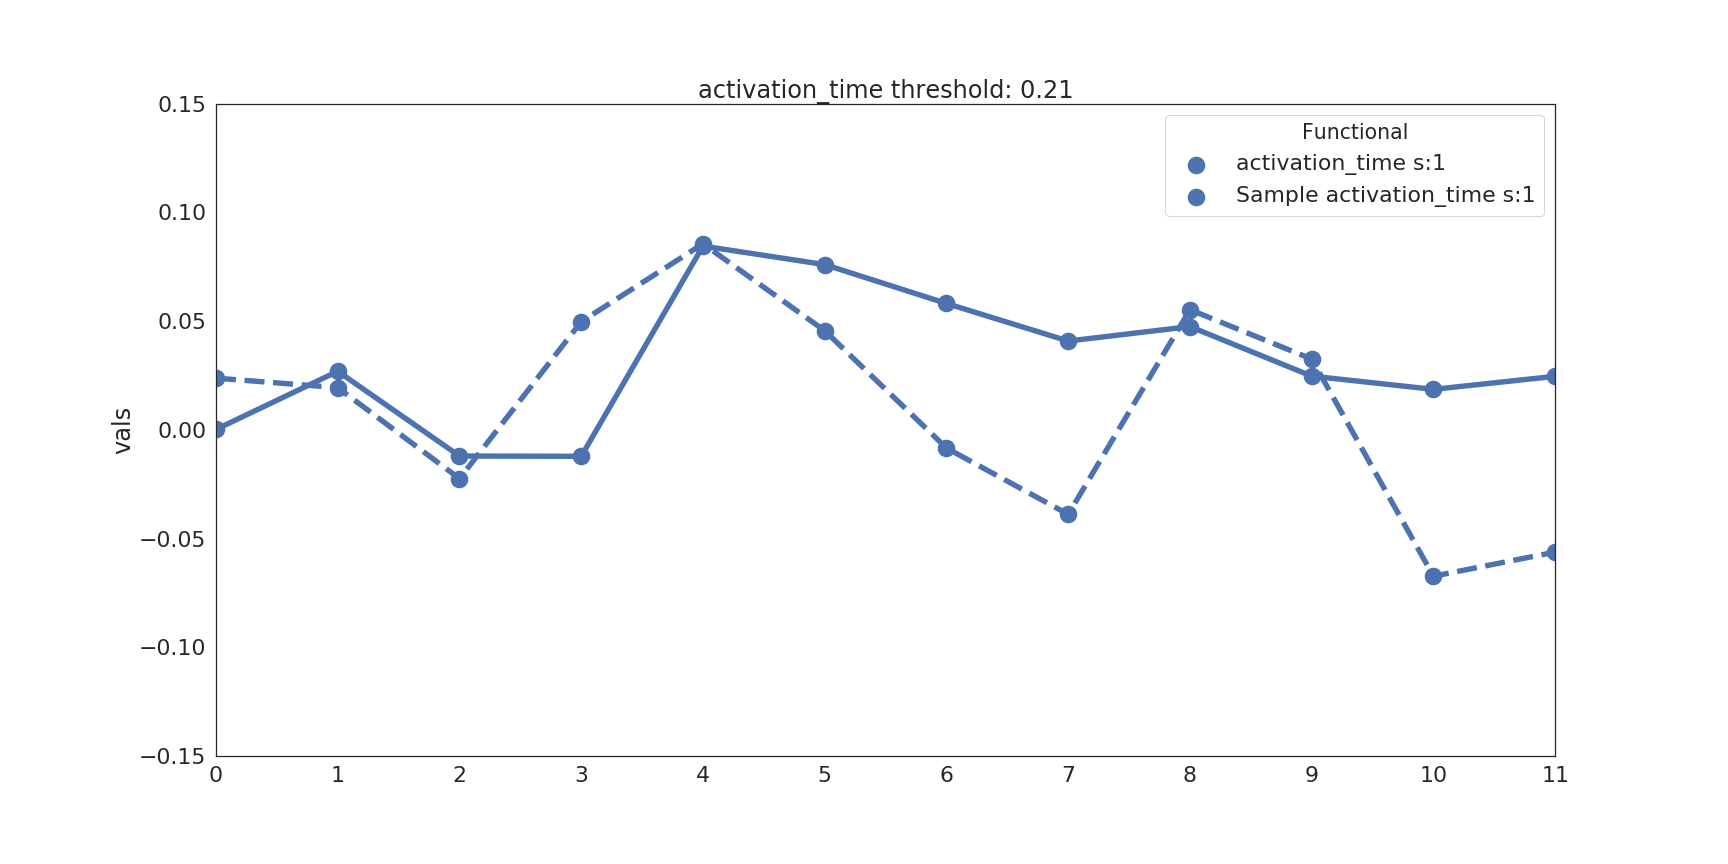 activation_time threshold: 0.21
0.15
0.10
0.05
0.00
−0.05
−0.10
−0.15
vals
Functional
activation_time s:1
Sample activation_time s:1
0 1 2 3 4 5 6 7 8 9 10 11